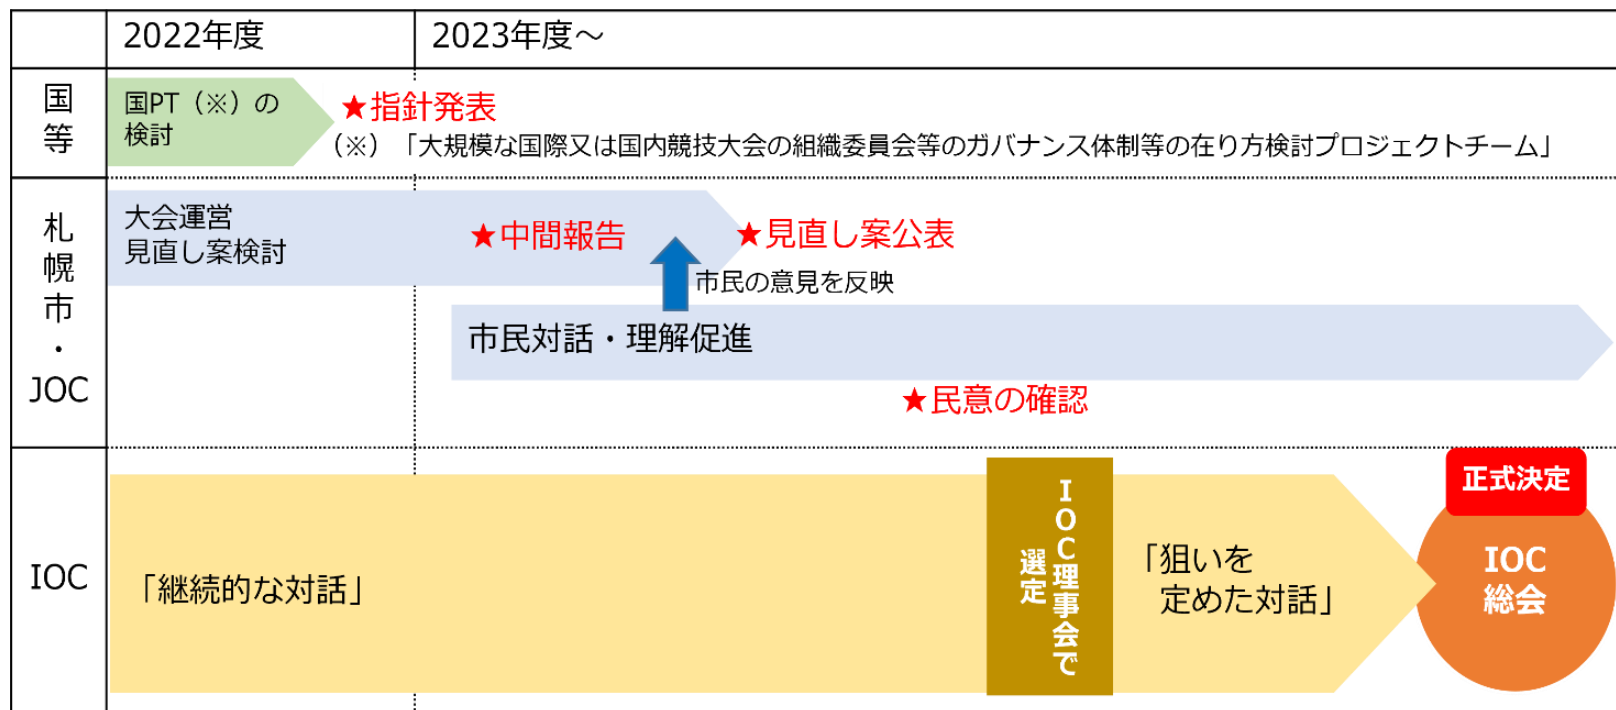 2022年度
2023年度～
国等
国PT（※）の
検討
★指針発表
（※）「大規模な国際又は国内競技大会の組織委員会等のガバナンス体制等の在り方検討プロジェクトチーム」
札幌市・
JOC
大会運営
見直し案検討
★中間報告
★見直し案公表
市民の意見を反映
市民対話・理解促進
★民意の確認
IOC
「継続的な対話」
IOC理事会で
選定
「狙いを
定めた対話」
正式決定
IOC
総会